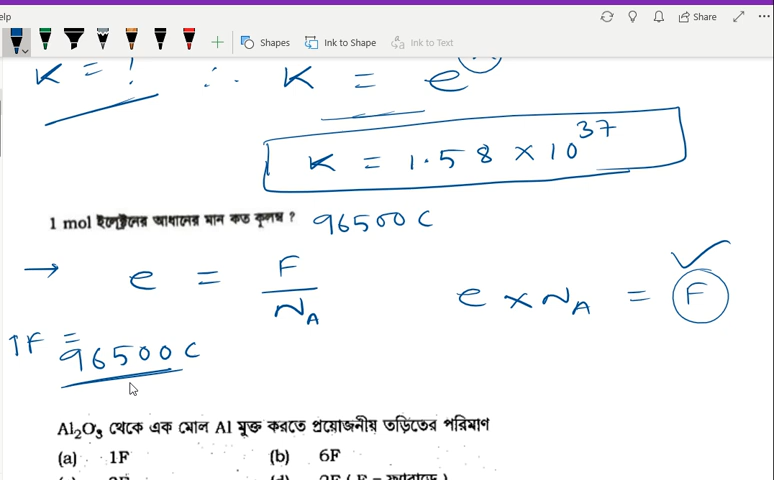 elp
Share
Shapes
Ink to Shape
Ink to Text
K = ? ∴ K = e
K = 1.58 × 10^37
1 mol ইলেক্ট্রনের আধানের মান কত কুলম্ব ? 96500 C
→ e = F/N_A e × N_A = F ✓
1F = 96500 C
Al₂O₃ থেকে এক মোল Al মুক্ত করতে প্রয়োজনীয় তড়িতের পরিমাণ
(a) 1F (b) 6F